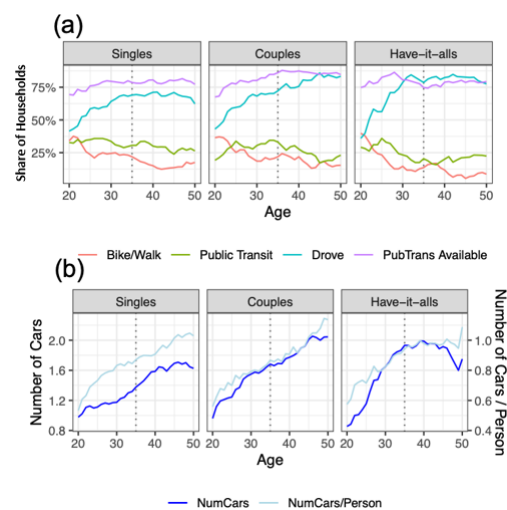 (a)
Singles Couples Have-it-alls
Share of Households
75%
50%
25%
20 30 40 50 20 30 40 50 20 30 40 50
Age
Bike/Walk Public Transit Drove PubTrans Available
(b)
Singles Couples Have-it-alls
Number of Cars
2.0
1.6
1.2
0.8
Number of Cars / Person
1.0
0.8
0.6
0.4
20 30 40 50 20 30 40 50 20 30 40 50
Age
NumCars NumCars/Person